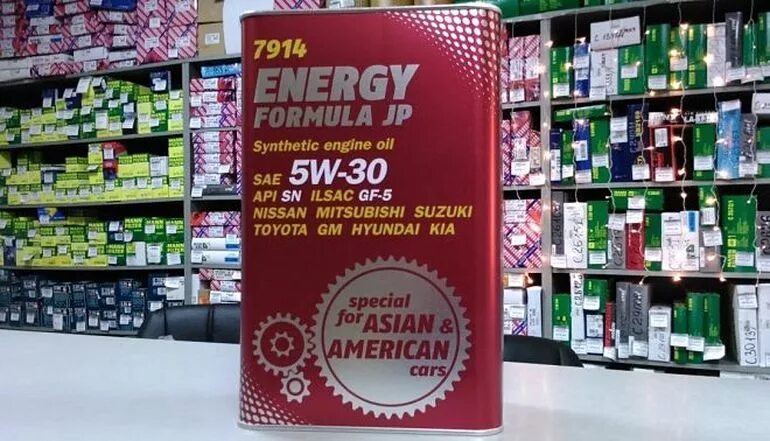 7914
ENERGY
FORMULA JP
Synthetic engine oil
SAE 5W-30
API SN ILSAC GF-5
NISSAN MITSUBISHI SUZUKI
TOYOTA GM HYUNDAI KIA
special
for ASIAN &
AMERICAN
cars